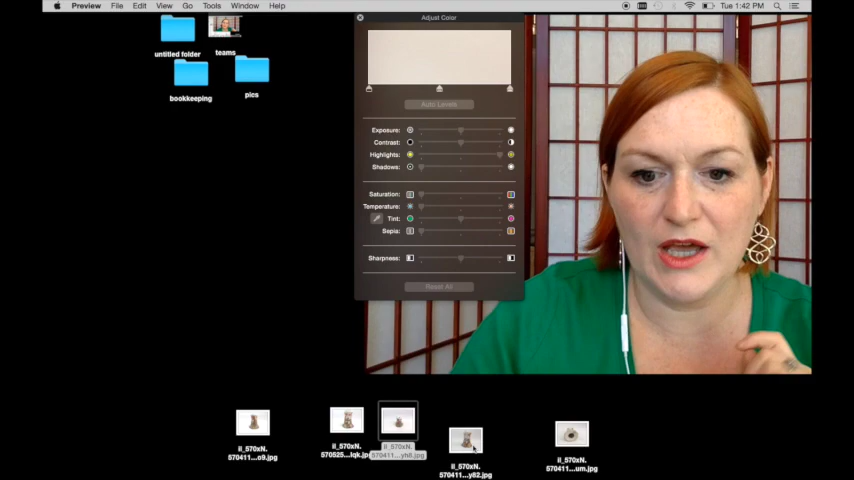 Preview File Edit View Go Tools Window Help
Tue 1:42 PM
Adjust Color
untitled folder
teams
bookkeeping
pics
Auto Levels
Exposure:
Contrast:
Highlights:
Shadows:
Saturation:
Temperature:
Tint:
Sepia:
Sharpness:
Reset All
il_570xN.
570411...o9.jpg
il_570xN.
570525...lqk.jpg
il_570xN.
570411...yh8.jpg
il_570xN.
570411...y82.jpg
il_570xN.
570411...um.jpg